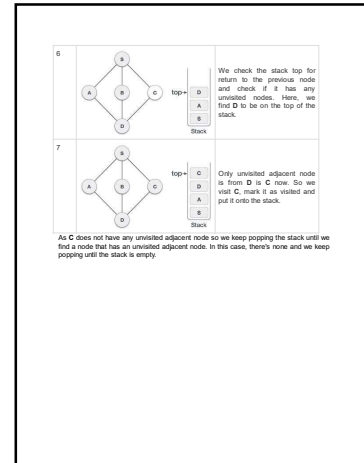 6
S
A B C
D
top→ D
A
S
Stack
We check the stack top for
return to the previous node
and check if it has any
unvisited nodes. Here, we
find D to be on the top of the
stack.
7
S
A B C
D
top→ C
D
A
S
Stack
Only unvisited adjacent node
is from D is C now. So we
visit C, mark it as visited and
put it onto the stack.
As C does not have any unvisited adjacent node so we keep popping the stack until we
find a node that has an unvisited adjacent node. In this case, there's none and we keep
popping until the stack is empty.